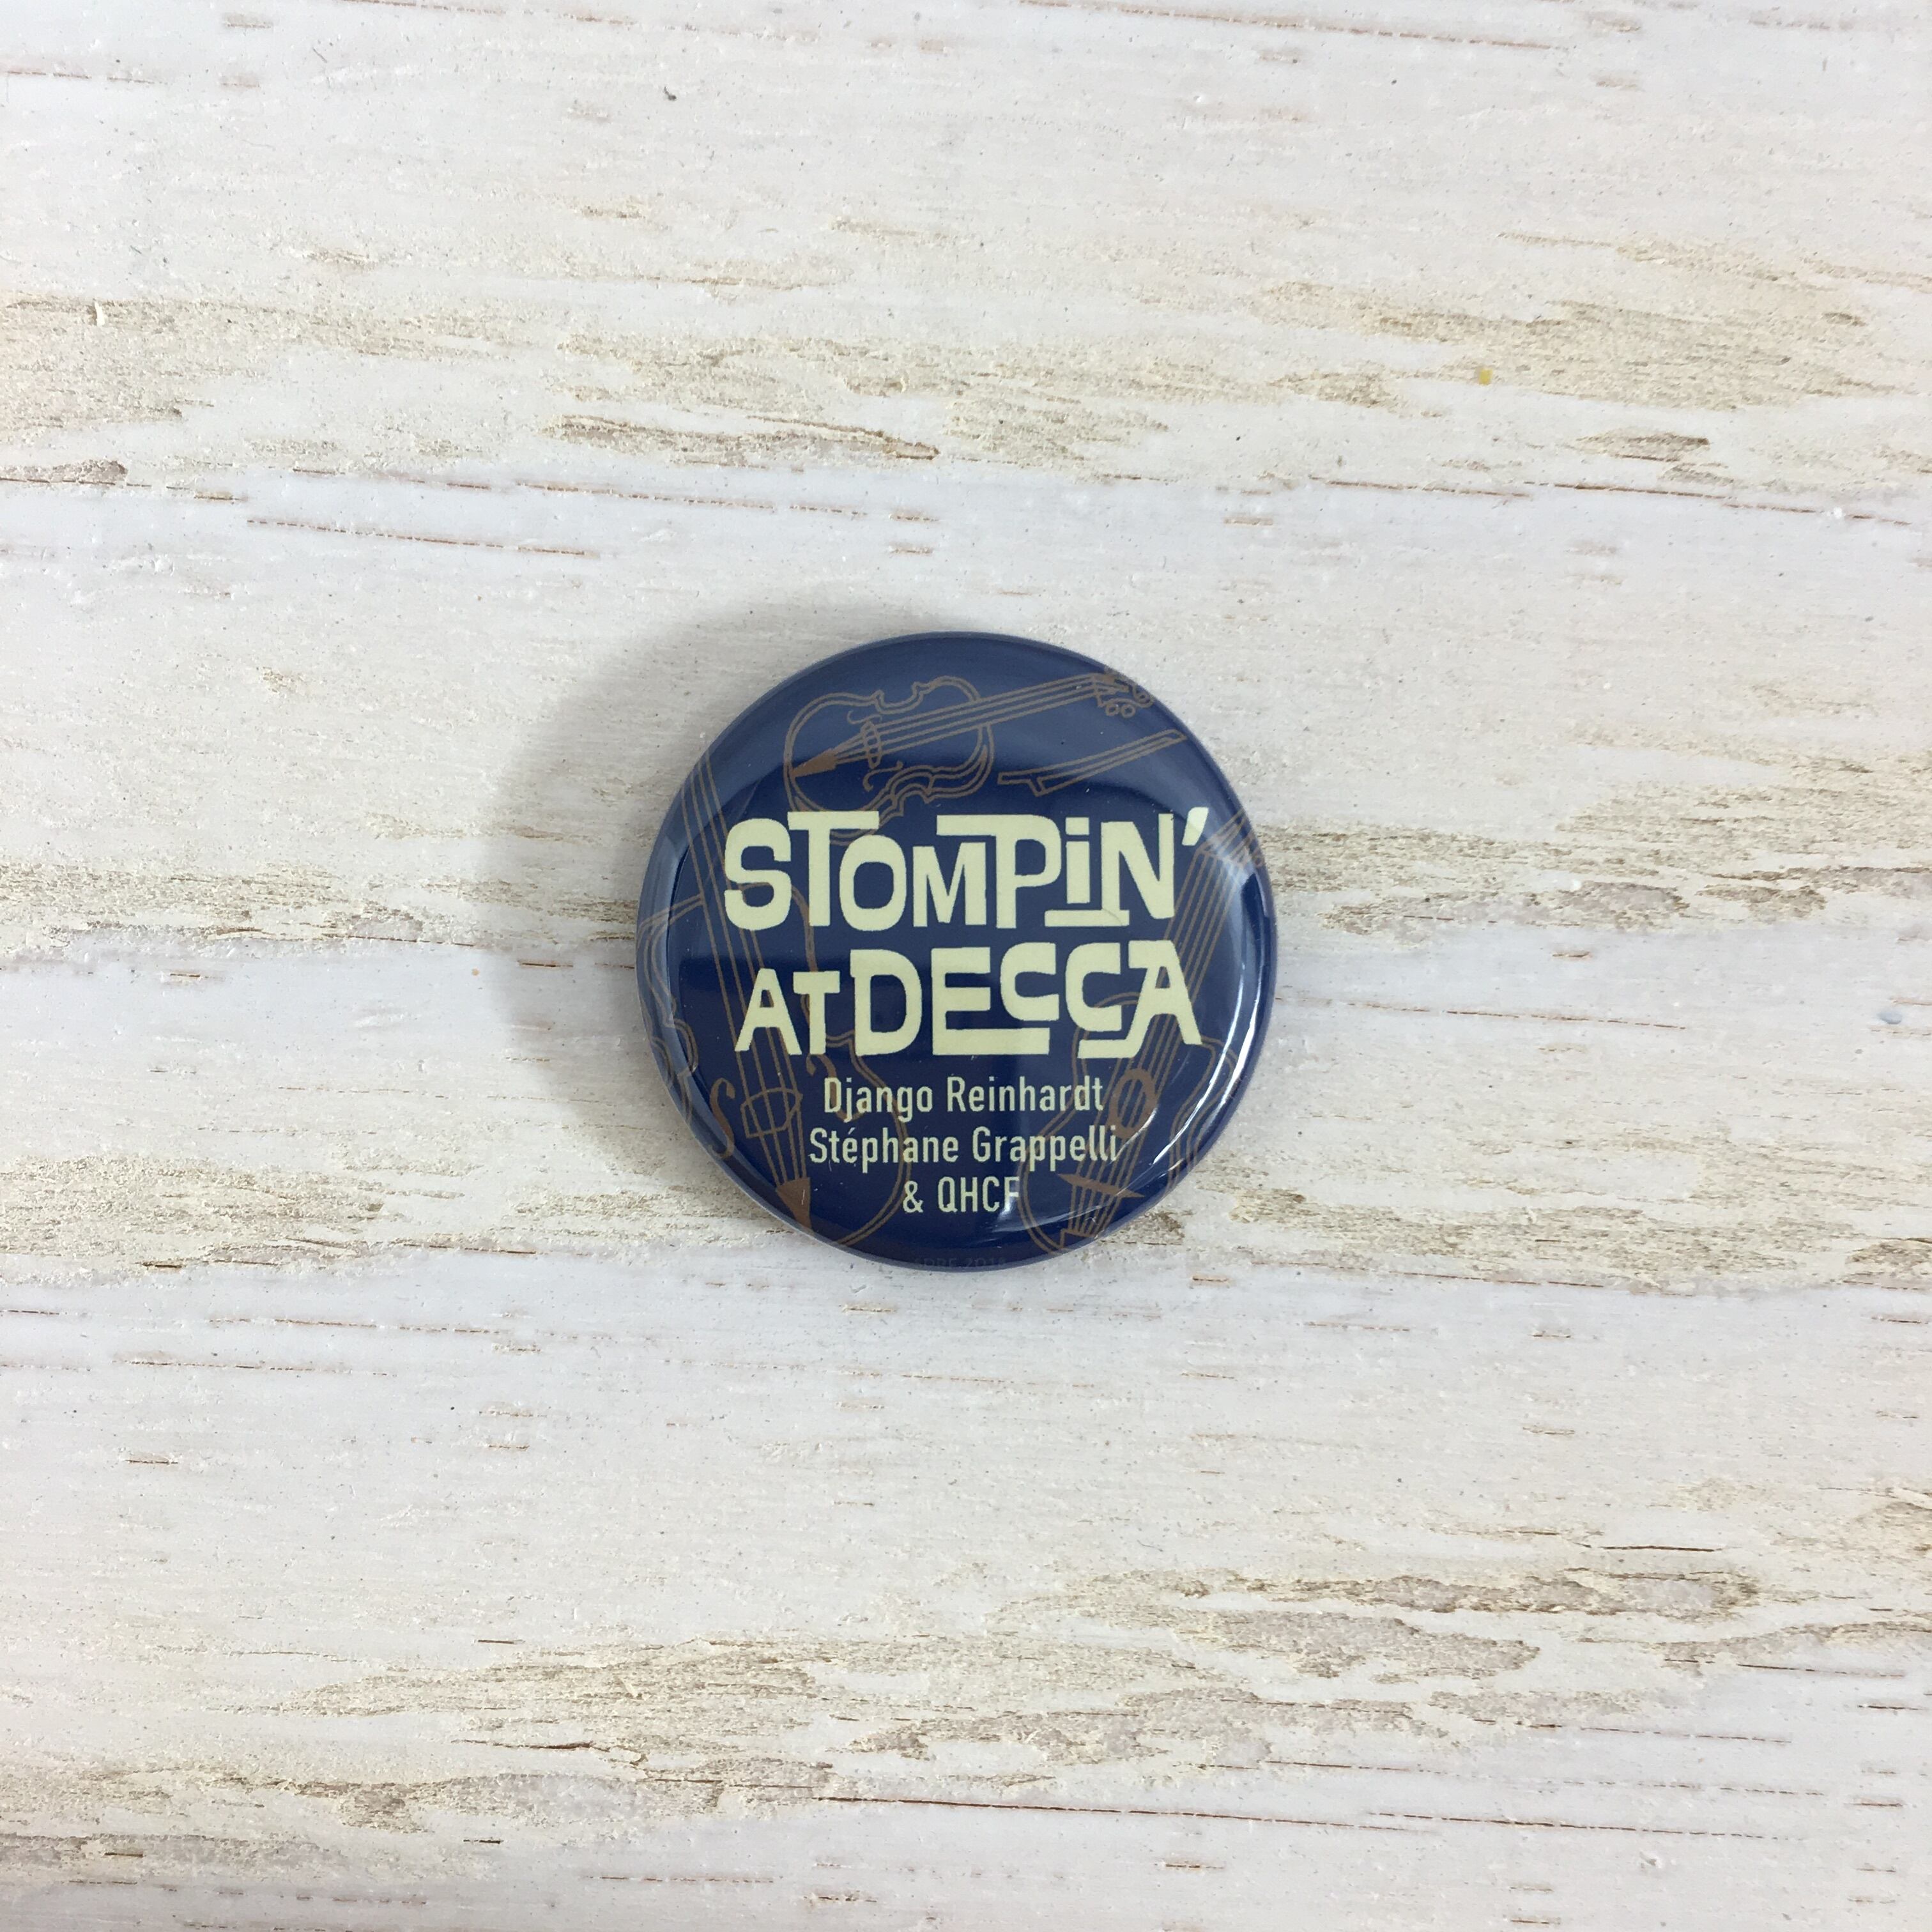 STOMPiN'
AT DECCA
Django Reinhardt
Stéphane Grappelli
& QHCF